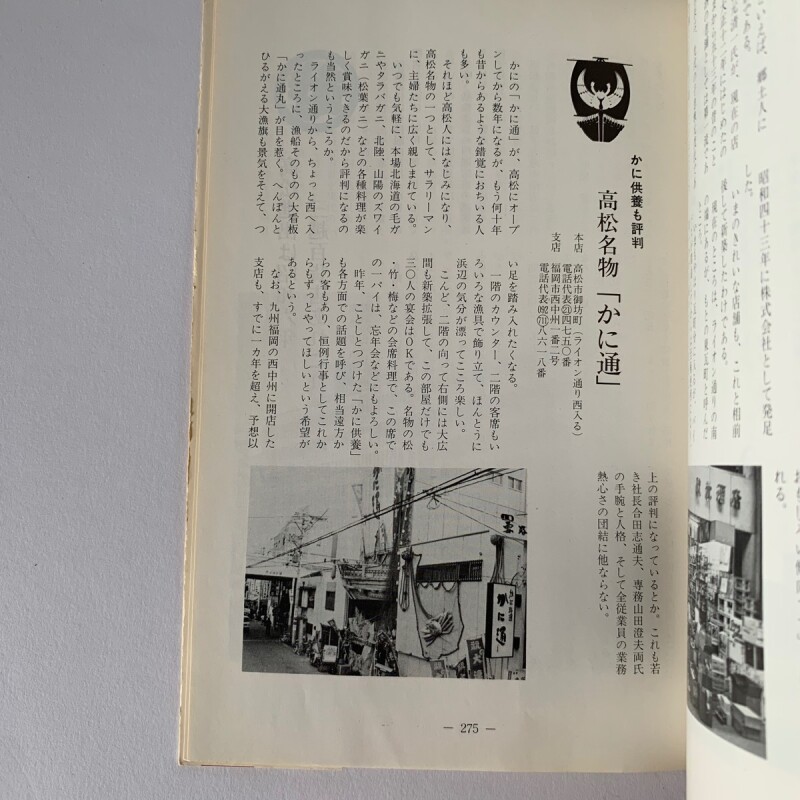 昭和四十三年に株式会社として発足
した。
いまのきれいな店舗も、これと相前
後して新築したわけである。
れる。
かに供養も評判
高松名物「かに通」
本店 高松市御坊町(ライオン通り西入る)
電話代表㉑四七五〇番
支店 福岡市西中州一番二号
電話代表092(711)八六一八番
かにの「かに通」が、高松にオープ
ンしてから数年になるが、もう何十年
も昔からあるような錯覚におちいる人
も多い。
それほど高松人にはなじみになり、
高松名物の一つとして、サラリーマン
に、主婦たちに広く親しまれている。
いつでも気軽に、本場北海道の毛ガ
ニやタラバガニ、北陸、山陽のズワイ
ガニ(松葉ガニ)などの各種料理が楽
しく賞味できるのだから評判になるの
も当然というところか。
ライオン通りから、ちょっと西へ入
ったところに、漁船そのものの大看板
「かに通丸」が目を惹く。へんぽんと
ひるがえる大漁旗も景気をそえて、つ
い足を踏み入れたくなる。
一階のカウンター、二階の客席もい
ろいろな漁具で飾り立て、ほんとうに
浜辺の気分が漂ってここち楽しい。
こんど、二階の向って右側には大広
間も新築拡張して、この部屋だけでも
三〇人の宴会はOKである。名物の松
・竹・梅などの会席料理で、この席で
の一パイは、忘年会などにもよろしい。
昨年、ことしとつづけた「かに供養」
も各方面での話題を呼び、相当遠方か
らの客もあり、恒例行事としてこれか
らもずっとやってほしいという希望が
あるという。
なお、九州福岡の西中州に開店した
支店も、すでに一カ年を超え、予想以
上の評判になっているとか。これも若
き社長合田志通夫、専務山田澄夫両氏
の手腕と人格、そして全従業員の業務
熱心さの団結に他ならない。
かに通
— 275 —